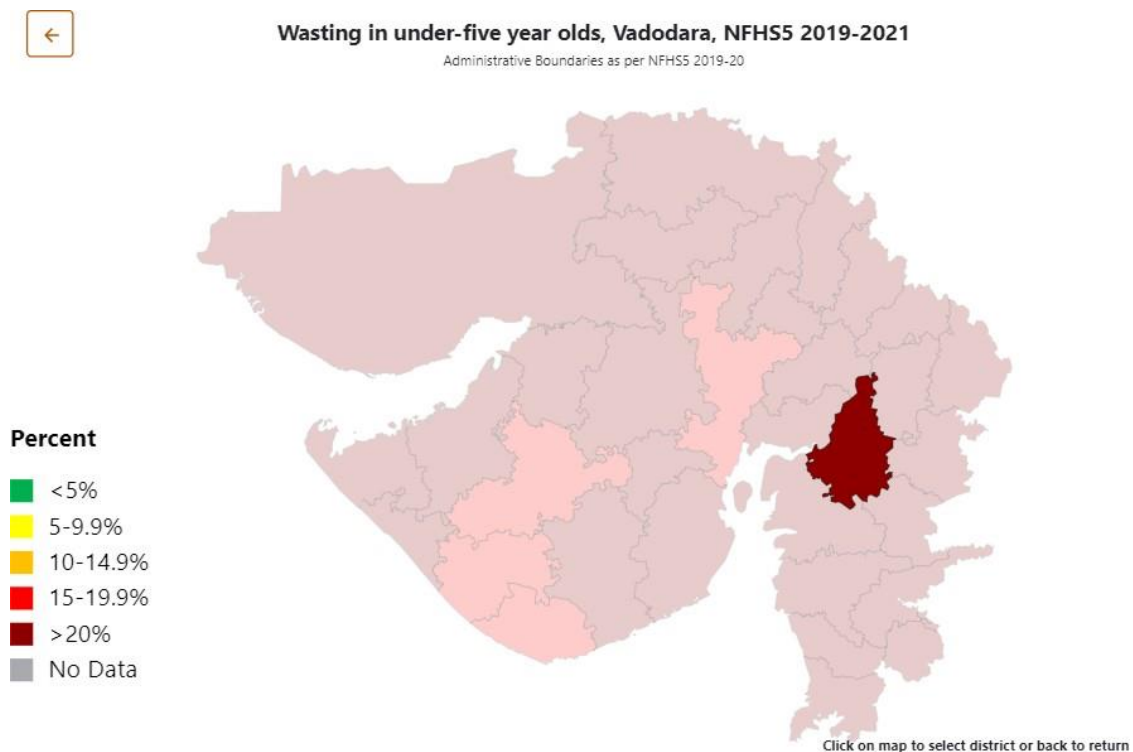 Wasting in under-five year olds, Vadodara, NFHS5 2019-2021
Administrative Boundaries as per NFHS5 2019-20
Percent
<5%
5-9.9%
10-14.9%
15-19.9%
>20%
No Data
Click on map to select district or back to return